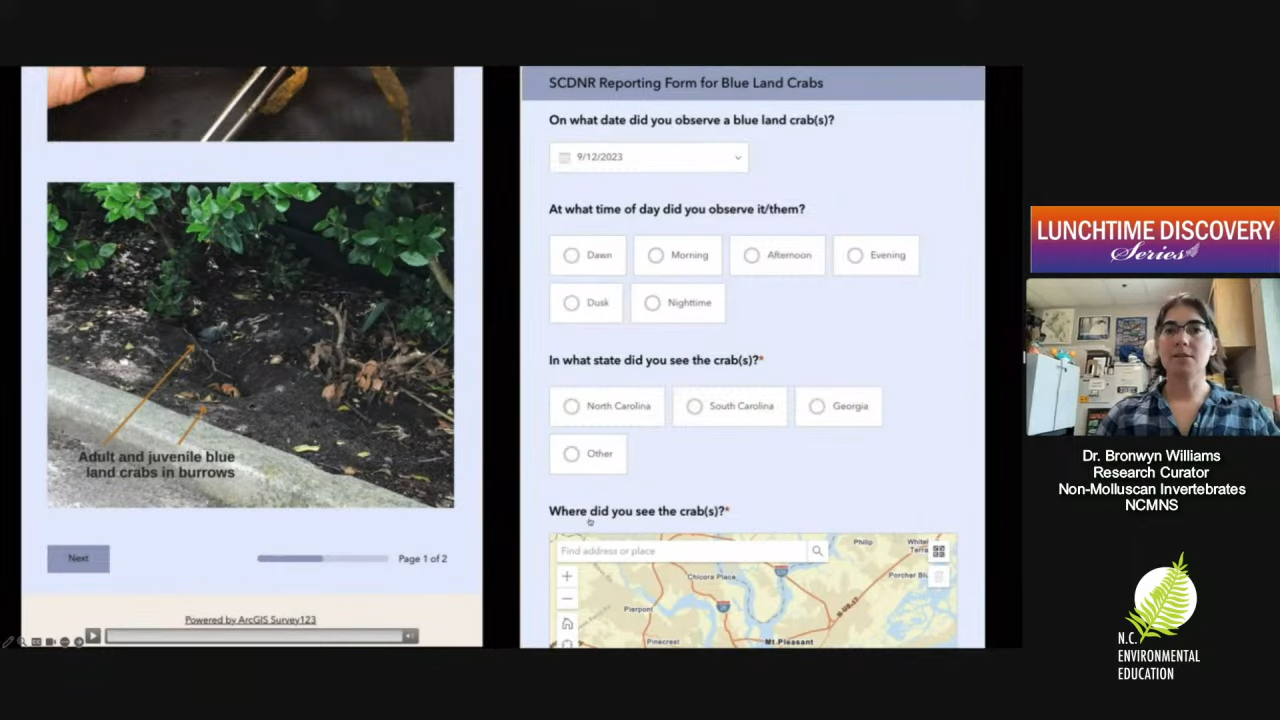 Adult and juvenile blue
land crabs in burrows
Next
Page 1 of 2
Powered by ArcGIS Survey123
SCDNR Reporting Form for Blue Land Crabs
On what date did you observe a blue land crab(s)?
9/12/2023
At what time of day did you observe it/them?
Dawn
Morning
Afternoon
Evening
Dusk
Nighttime
In what state did you see the crab(s)?*
North Carolina
South Carolina
Georgia
Other
Where did you see the crab(s)?*
Find address or place
Philip
Chicora Place
Pierpont
Pinecrest
Mt Pleasant
LUNCHTIME DISCOVERY
Series
Dr. Bronwyn Williams
Research Curator
Non-Molluscan Invertebrates
NCMNS
N.C.
ENVIRONMENTAL
EDUCATION